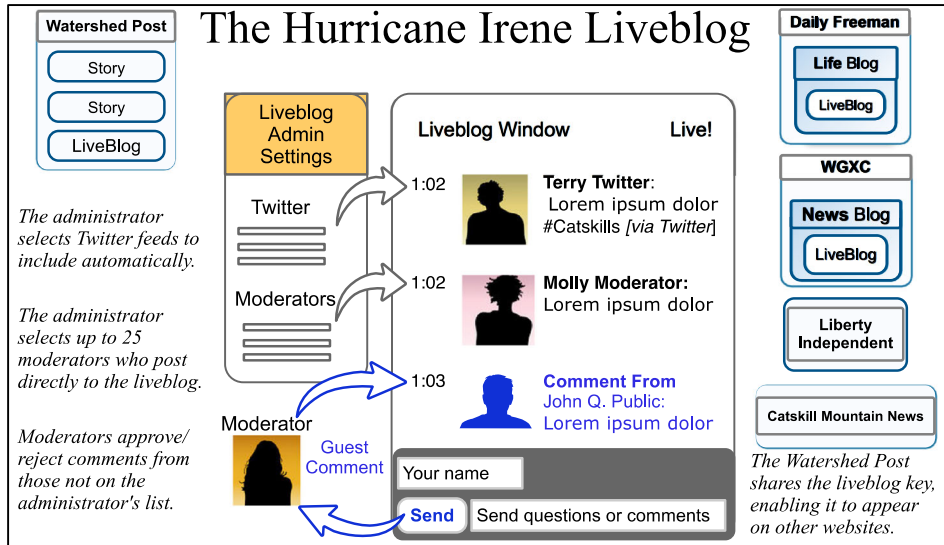 The Hurricane Irene Liveblog
Watershed Post
Story
Story
LiveBlog
The administrator
selects Twitter feeds to
include automatically.
The administrator
selects up to 25
moderators who post
directly to the liveblog.
Moderators approve/
reject comments from
those not on the
administrator's list.
Liveblog
Admin
Settings
Twitter
Moderators
Moderator
Guest
Comment
Liveblog Window Live!
1:02
Terry Twitter:
Lorem ipsum dolor
#Catskills [via Twitter]
1:02
Molly Moderator:
Lorem ipsum dolor
1:03
Comment From
John Q. Public:
Lorem ipsum dolor
Your name
Send
Send questions or comments
Daily Freeman
Life Blog
LiveBlog
WGXC
News Blog
LiveBlog
Liberty
Independent
Catskill Mountain News
The Watershed Post
shares the liveblog key,
enabling it to appear
on other websites.